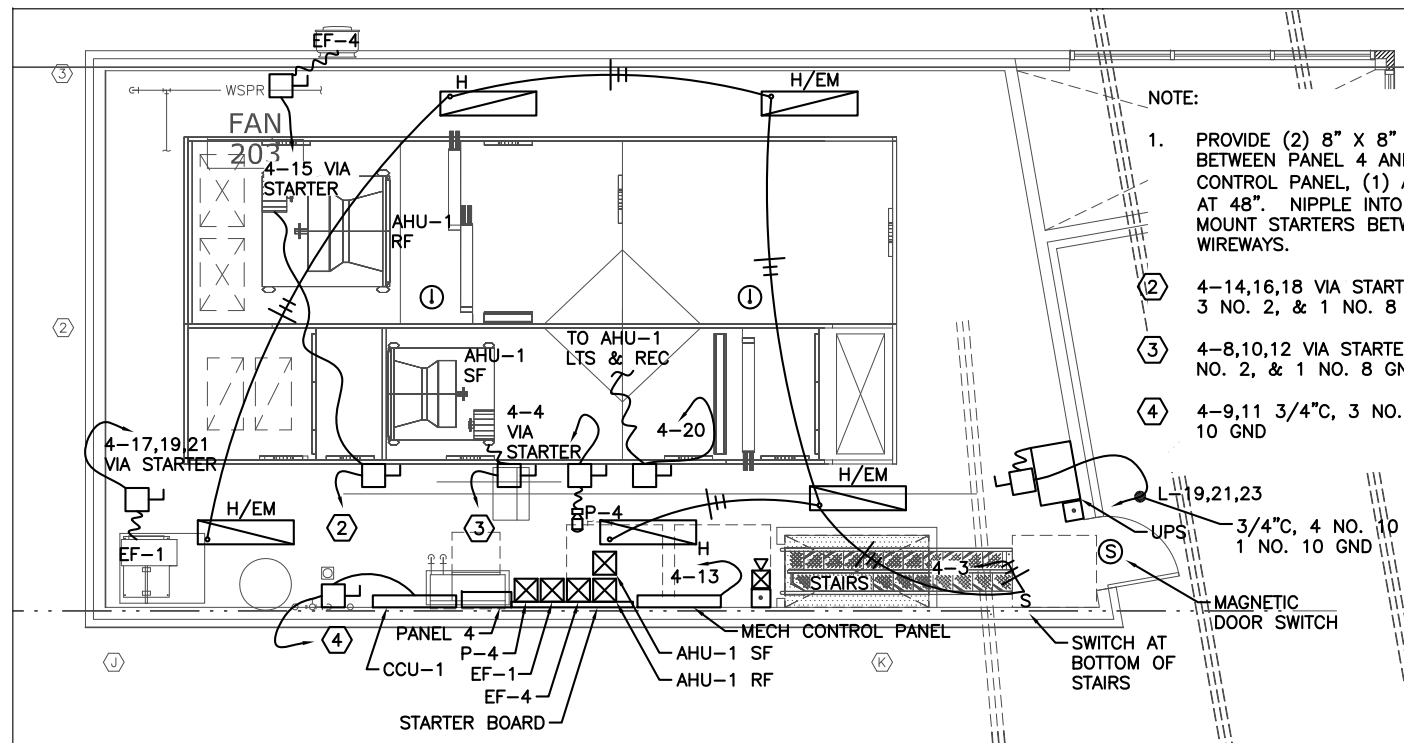 EF-4
3
WSPR
H
H/EM
NOTE:
FAN
203
1. PROVIDE (2) 8" X 8"
BETWEEN PANEL 4 AN
CONTROL PANEL, (1) A
AT 48". NIPPLE INTO
MOUNT STARTERS BETW
WIREWAYS.
4-15 VIA
STARTER
AHU-1
RF
2 4-14,16,18 VIA START
3 NO. 2, & 1 NO. 8
2
3 4-8,10,12 VIA STARTE
NO. 2, & 1 NO. 8 GN
TO AHU-1
LTS & REC
AHU-1
SF
4 4-9,11 3/4"C, 3 NO.
10 GND
4-4
VIA
STARTER
4-20
4-17,19,21
VIA STARTER
H/EM
H/EM
2
3
P-4
L-19,21,23
UPS
3/4"C, 4 NO. 10
1 NO. 10 GND
EF-1
H
4-13
STAIRS
4-3
S
S
MAGNETIC
DOOR SWITCH
4
PANEL 4
P-4
EF-1
EF-4
STARTER BOARD
CCU-1
MECH CONTROL PANEL
AHU-1 SF
AHU-1 RF
SWITCH AT
BOTTOM OF
STAIRS
J
K